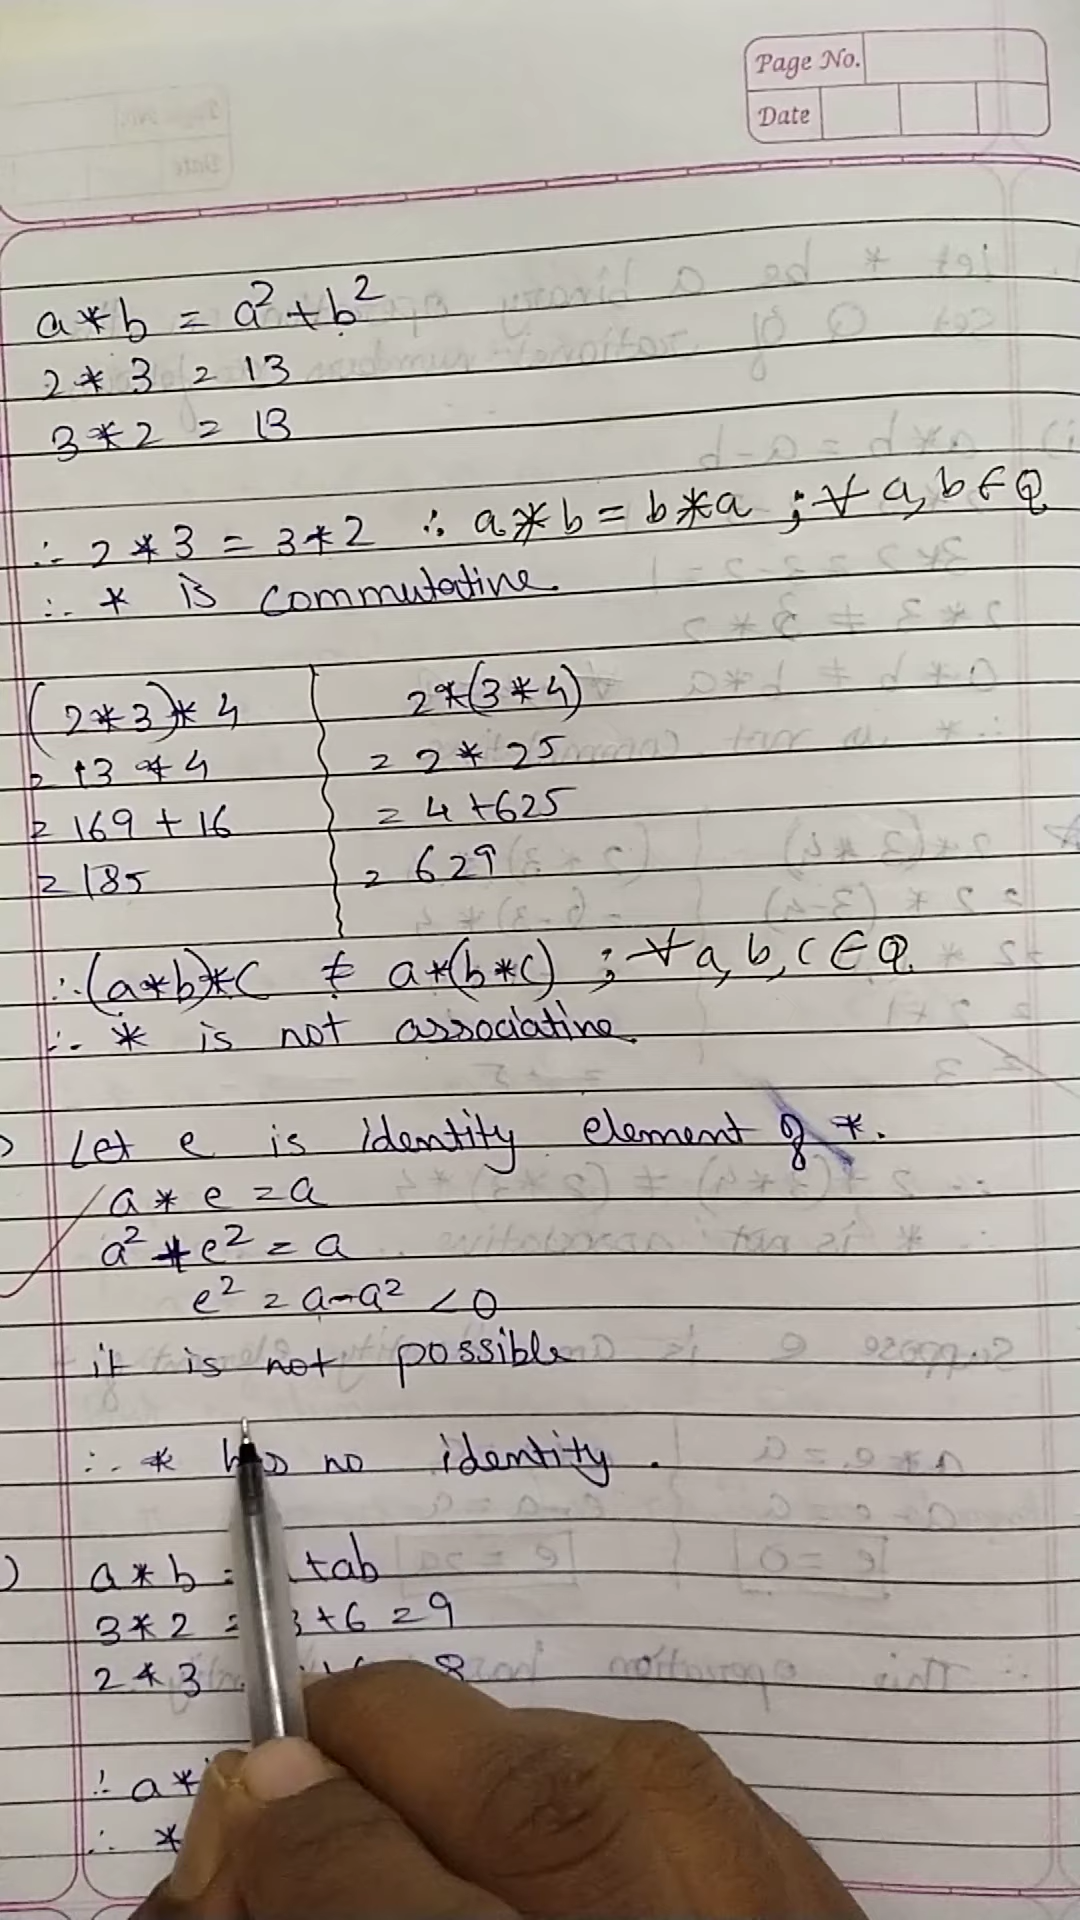 Page No.
Date
a * b = a² + b²
2 * 3 = 13
3 * 2 = 13
∴ 2 * 3 = 3 * 2 ∴ a * b = b * a ; ∀ a, b ∈ Q
∴ * is commutative.
(2 * 3) * 4
= 13 * 4
= 169 + 16
= 185
2 * (3 * 4)
= 2 * 25
= 4 + 625
= 629
∴ (a * b) * c ≠ a * (b * c) ; ∀ a, b, c ∈ Q.
∴ * is not associative.
Let e is identity element of *.
a * e = a
a² + e² = a
e² = a - a² < 0
it is not possible
∴ * has no identity.
) a * b = + ab
3 * 2 = 3 + 6 = 9
2 * 3 8
∴ a *
∴ *